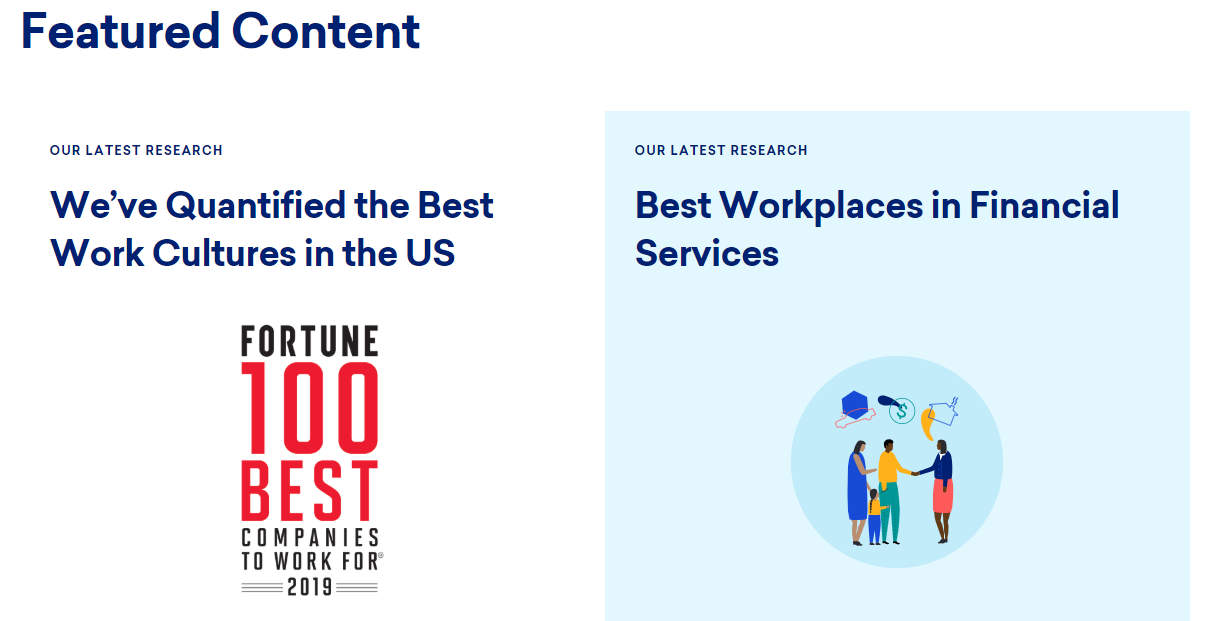 Featured Content
OUR LATEST RESEARCH
We’ve Quantified the Best
Work Cultures in the US
FORTUNE
100
BEST
COMPANIES
TO WORK FOR®
2019
OUR LATEST RESEARCH
Best Workplaces in Financial
Services
$